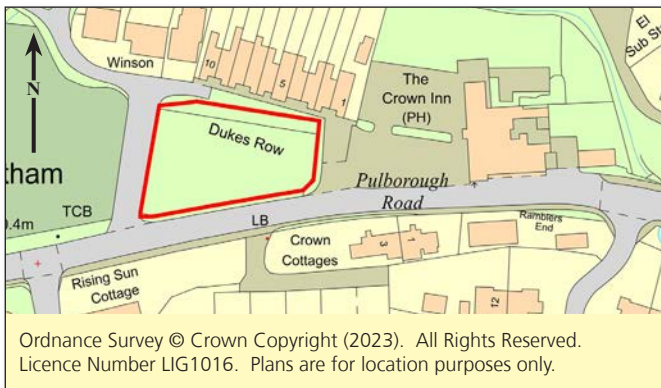 El
Sub Sta
Winson
10
5
1
The
Crown Inn
(PH)
N
Dukes Row
tham
Pulborough
Road
0.4m
TCB
LB
Ramblers
End
Crown
Cottages
3
1
Rising Sun
Cottage
12
Ordnance Survey © Crown Copyright (2023). All Rights Reserved.
Licence Number LIG1016. Plans are for location purposes only.